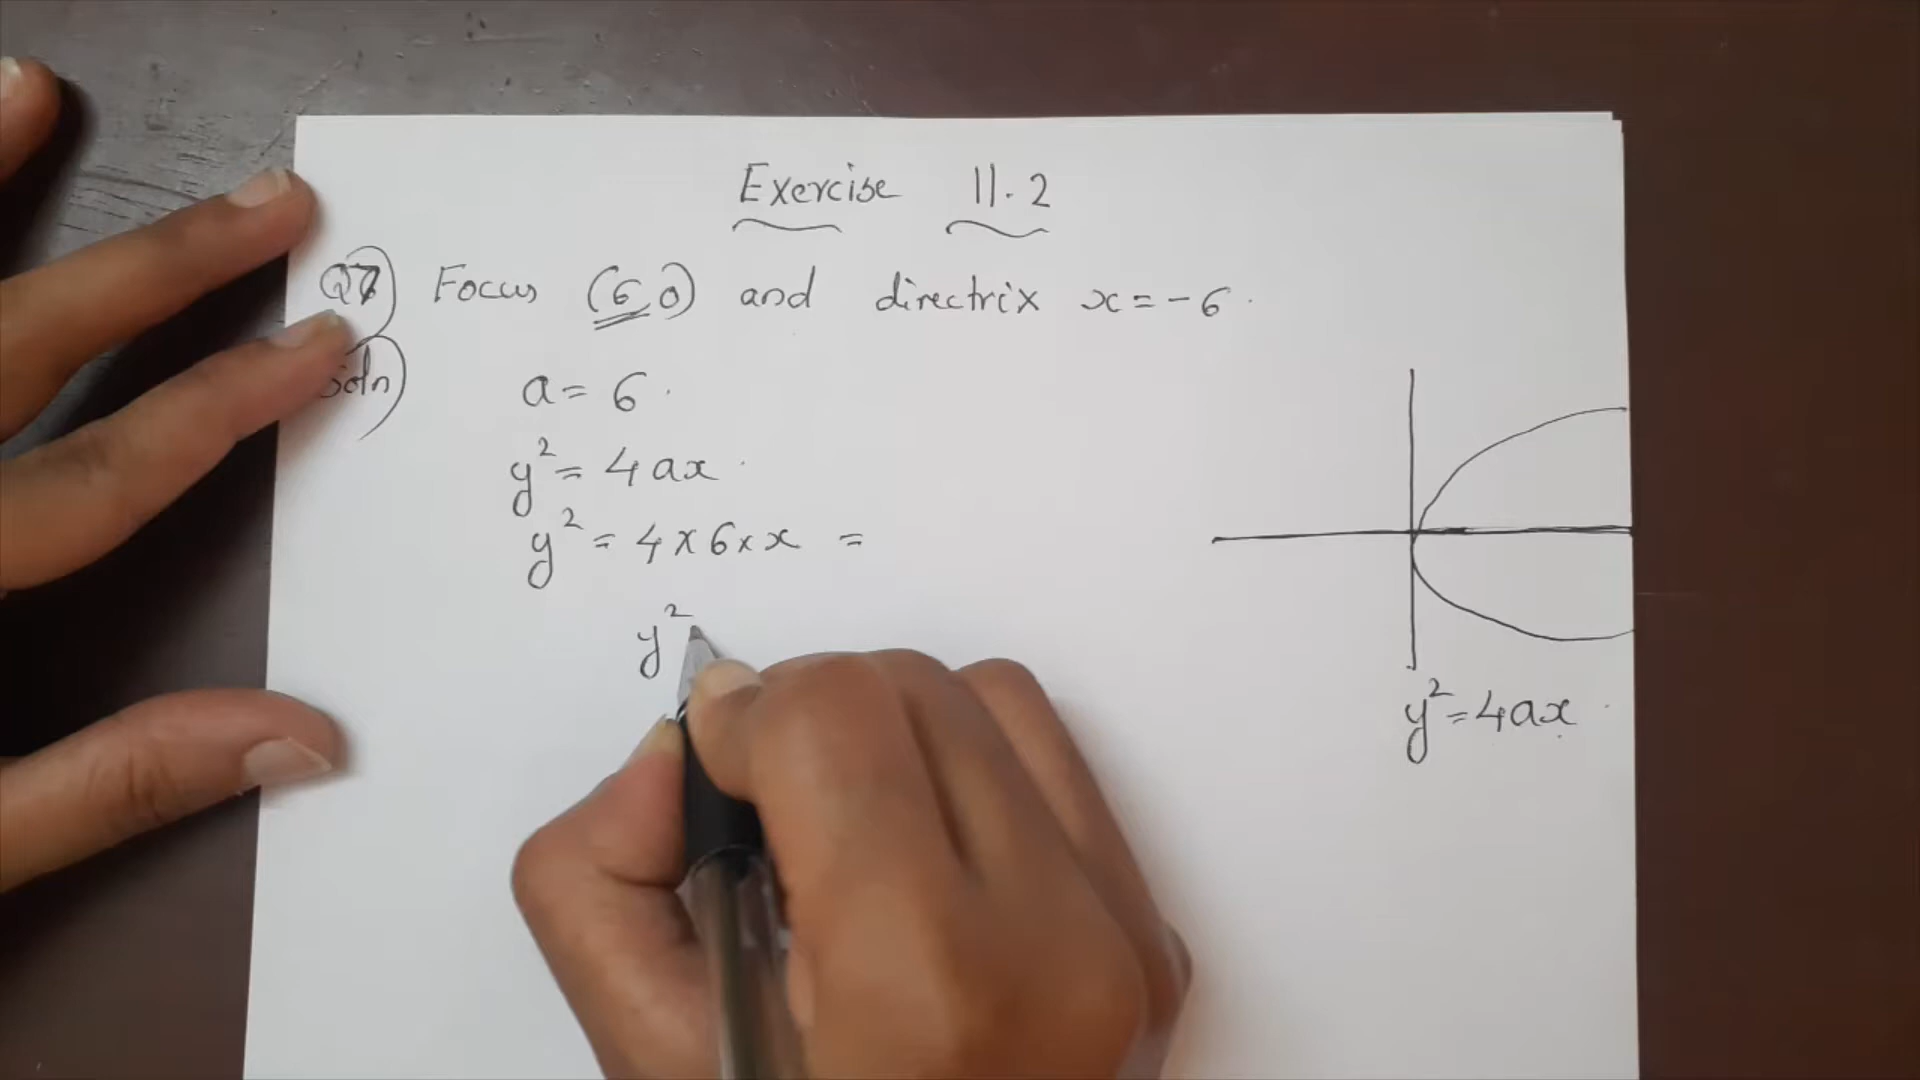 Exercise 11.2
Q7) Focus (6 0) and directrix x = -6.
Soln)
a = 6.
y² = 4ax.
y² = 4 x 6 x x =
y²
y² = 4ax.